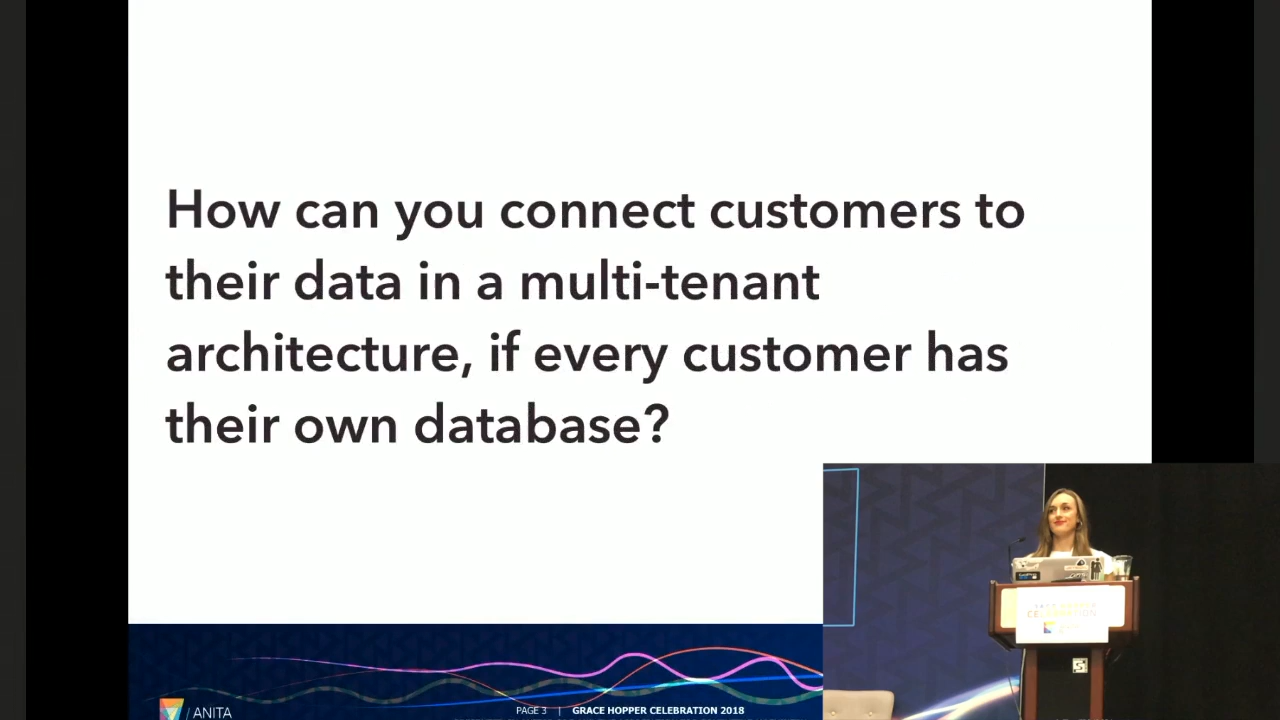 How can you connect customers to
their data in a multi-tenant
architecture, if every customer has
their own database?
/ ANITA
PAGE 3 | GRACE HOPPER CELEBRATION 2018
CELEBRATION